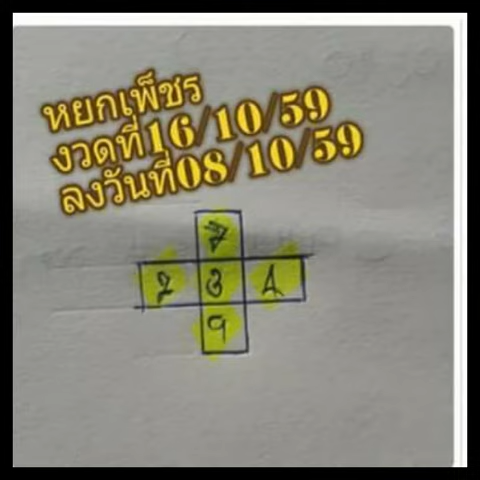 หยกเพ็ชร
งวดที่16/10/59
ลงวันที่08/10/59
7
2 3 4
9